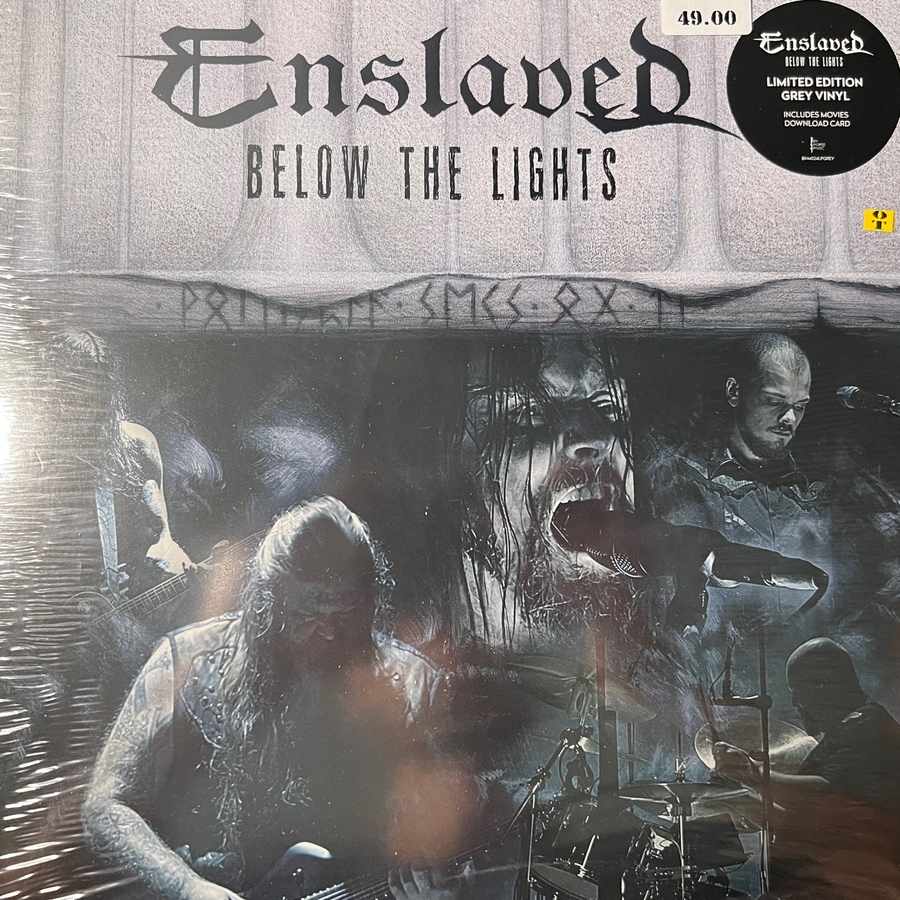 49.00
Enslaved
BELOW THE LIGHTS
Enslaved
BELOW THE LIGHTS
LIMITED EDITION
GREY VINYL
INCLUDES MOVIES
DOWNLOAD CARD